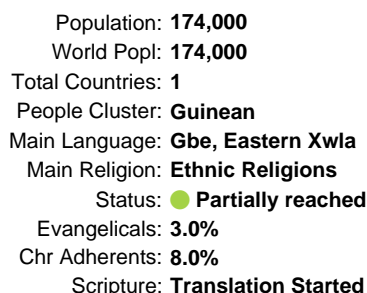 Population: 174,000
World Popl: 174,000
Total Countries: 1
People Cluster: Guinean
Main Language: Gbe, Eastern Xwla
Main Religion: Ethnic Religions
Status: Partially reached
Evangelicals: 3.0%
Chr Adherents: 8.0%
Scripture: Translation Started